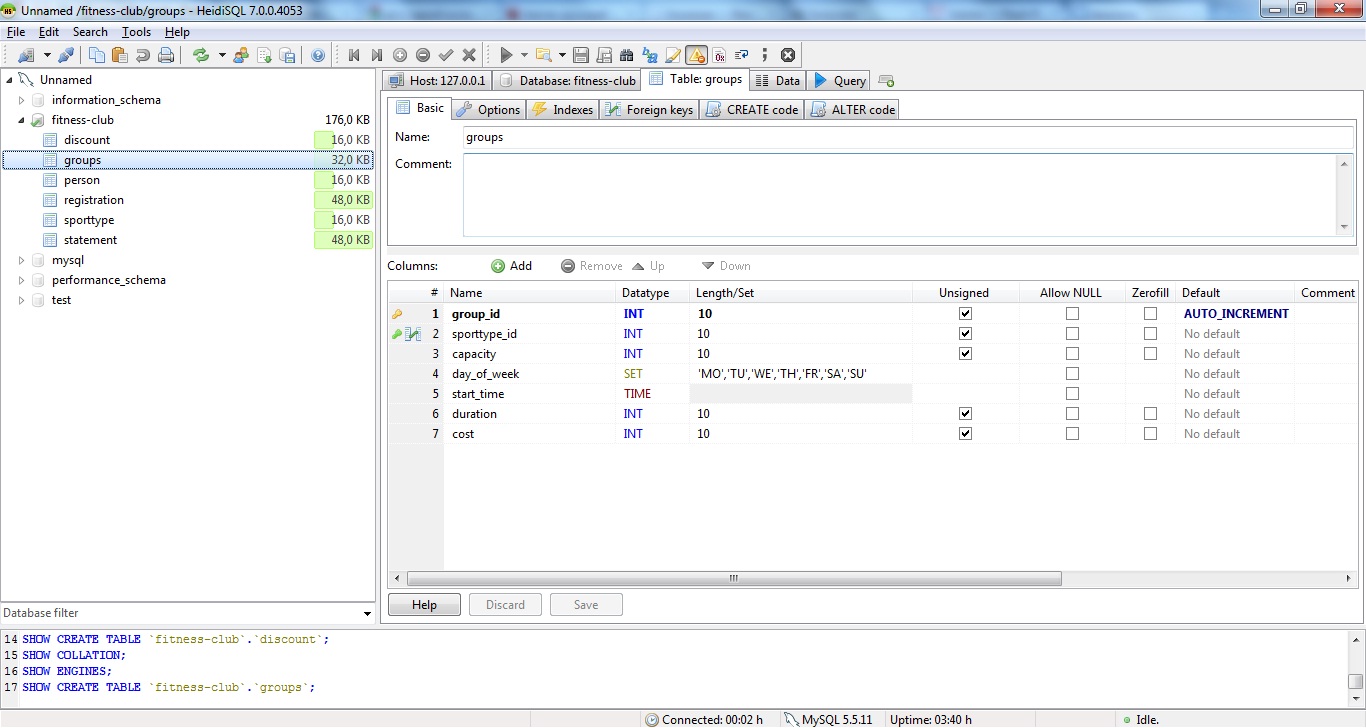 Unnamed /fitness-club/groups - HeidiSQL 7.0.0.4053
File Edit Search Tools Help
Unnamed
information_schema
fitness-club 176,0 KB
discount 16,0 KB
groups 32,0 KB
person 16,0 KB
registration 48,0 KB
sporttype 16,0 KB
statement 48,0 KB
mysql
performance_schema
test
Database filter
Host: 127.0.0.1 Database: fitness-club Table: groups Data Query
Basic Options Indexes Foreign keys CREATE code ALTER code
Name: groups
Comment:
Columns: Add Remove Up Down
# Name Datatype Length/Set Unsigned Allow NULL Zerofill Default Comment
1 group_id INT 10 AUTO_INCREMENT
2 sporttype_id INT 10 No default
3 capacity INT 10 No default
4 day_of_week SET 'MO','TU','WE','TH','FR','SA','SU' No default
5 start_time TIME No default
6 duration INT 10 No default
7 cost INT 10 No default
Help Discard Save
14 SHOW CREATE TABLE `fitness-club`.`discount`;
15 SHOW COLLATION;
16 SHOW ENGINES;
17 SHOW CREATE TABLE `fitness-club`.`groups`;
Connected: 00:02 h MySQL 5.5.11 Uptime: 03:40 h Idle.